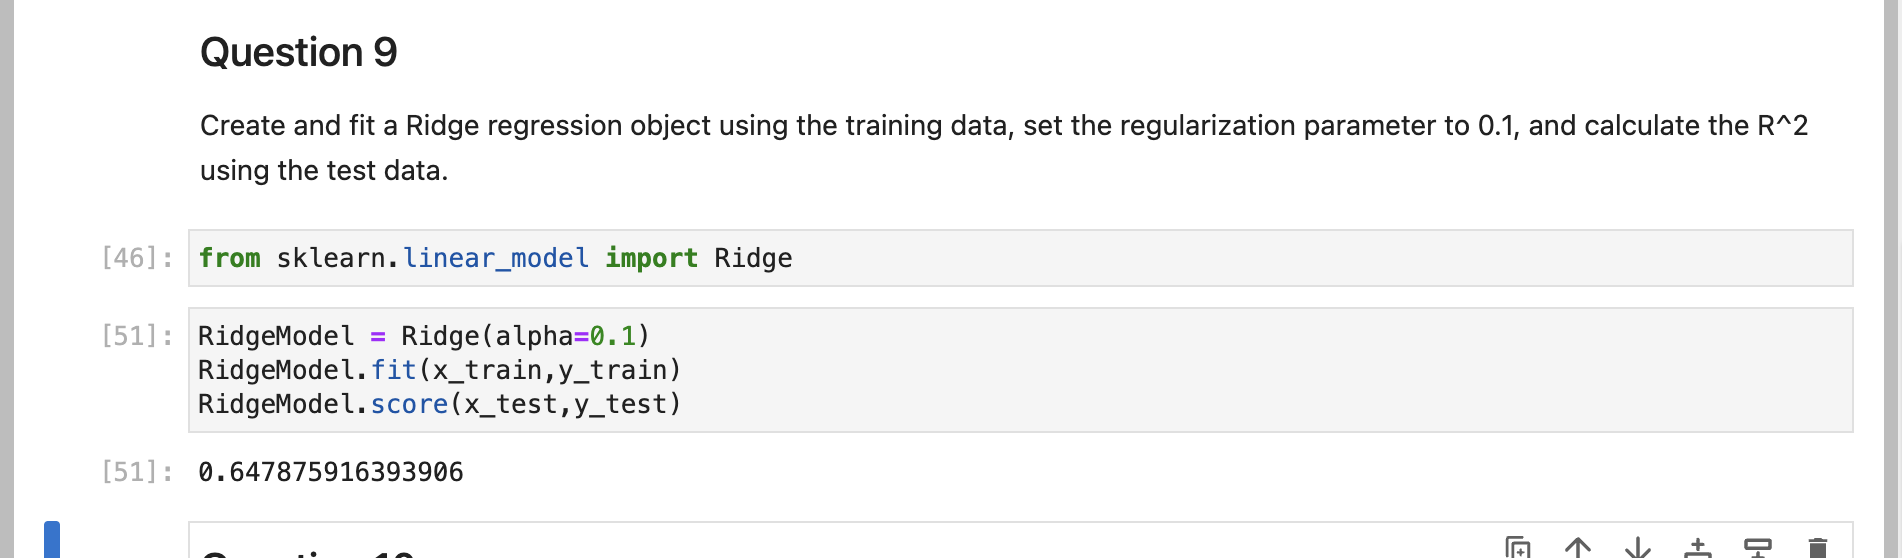 Question 9
Create and fit a Ridge regression object using the training data, set the regularization parameter to 0.1, and calculate the R^2
using the test data.
[46]: from sklearn.linear_model import Ridge
[51]: RidgeModel = Ridge(alpha=0.1)
RidgeModel.fit(x_train,y_train)
RidgeModel.score(x_test,y_test)
[51]: 0.647875916393906
Question 10